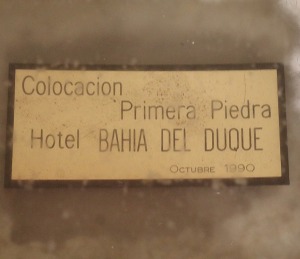 Colocacion
Primera Piedra
Hotel BAHIA DEL DUQUE
OCTUBRE 1990